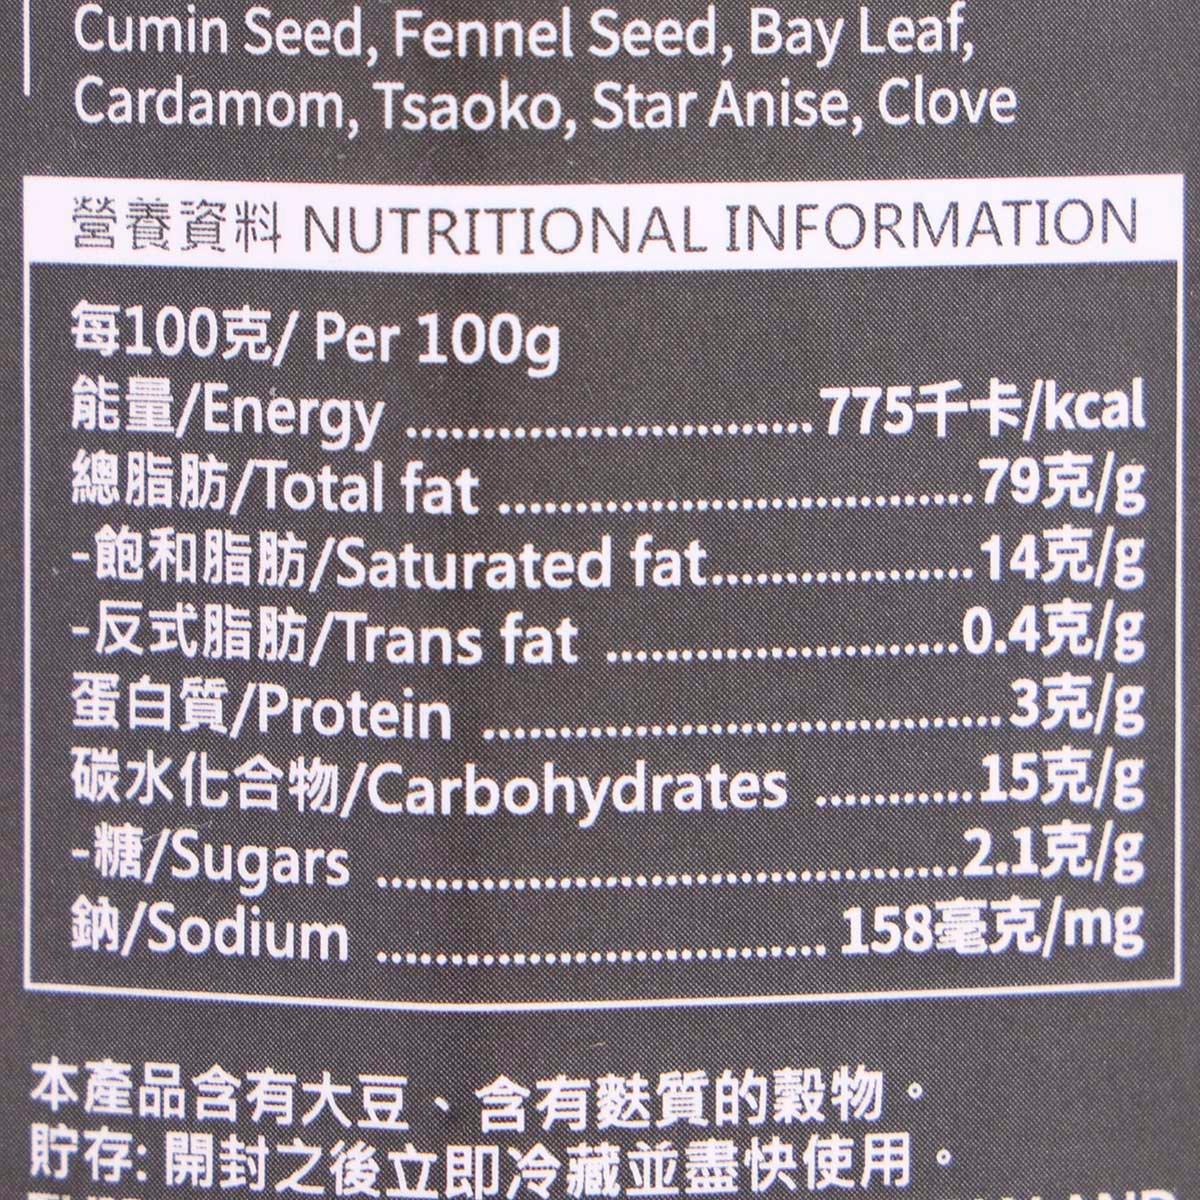 Cumin Seed, Fennel Seed, Bay Leaf,
Cardamom, Tsaoko, Star Anise, Clove
營養資料 NUTRITIONAL INFORMATION
每100克/ Per 100g
能量/Energy ............................ 775千卡/kcal
總脂肪/Total fat ................................. 79克/g
-飽和脂肪/Saturated fat.................. 14克/g
-反式脂肪/Trans fat ........................0.4克/g
蛋白質/Protein .................................... 3克/g
碳水化合物/Carbohydrates ........... 15克/g
-糖/Sugars ........................................2.1克/g
鈉/Sodium ............................... 158毫克/mg
本產品含有大豆、含有麩質的穀物。
貯存: 開封之後立即冷藏並盡快使用。